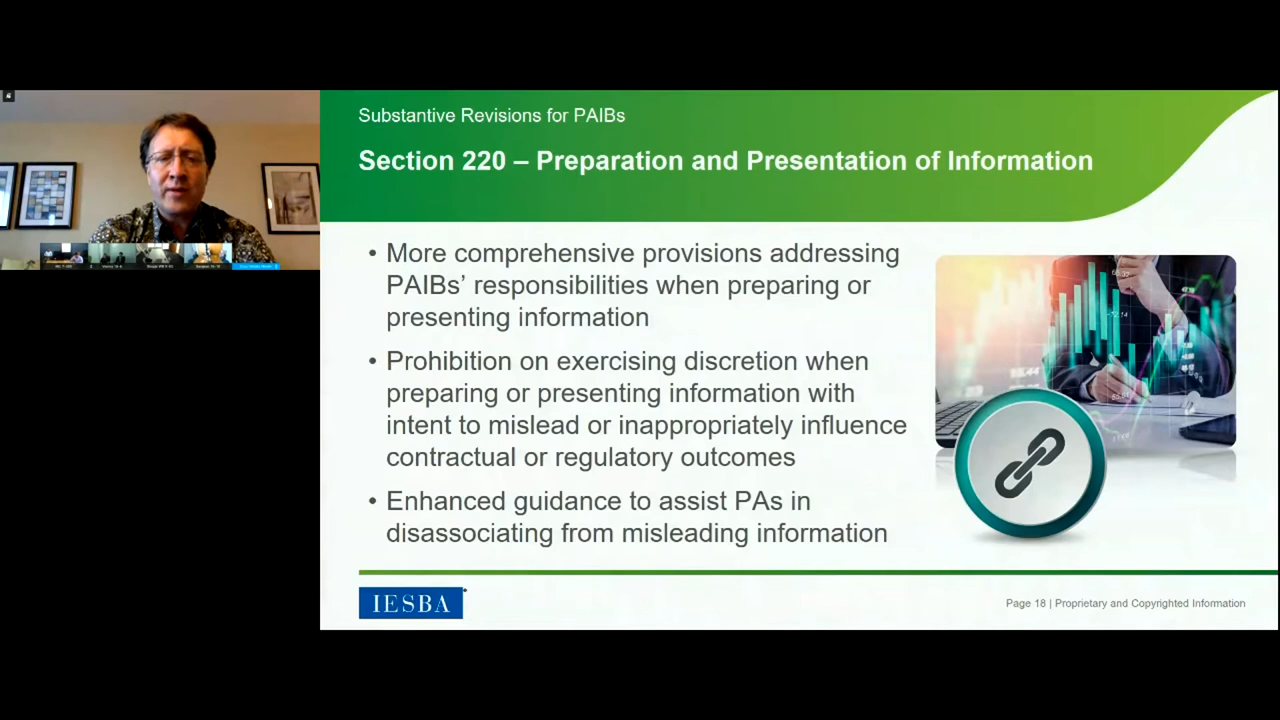 Substantive Revisions for PAIBs
Section 220 – Preparation and Presentation of Information
• More comprehensive provisions addressing
PAIBs’ responsibilities when preparing or
presenting information
• Prohibition on exercising discretion when
preparing or presenting information with
intent to mislead or inappropriately influence
contractual or regulatory outcomes
• Enhanced guidance to assist PAs in
disassociating from misleading information
IESBA
Page 18 | Proprietary and Copyrighted Information